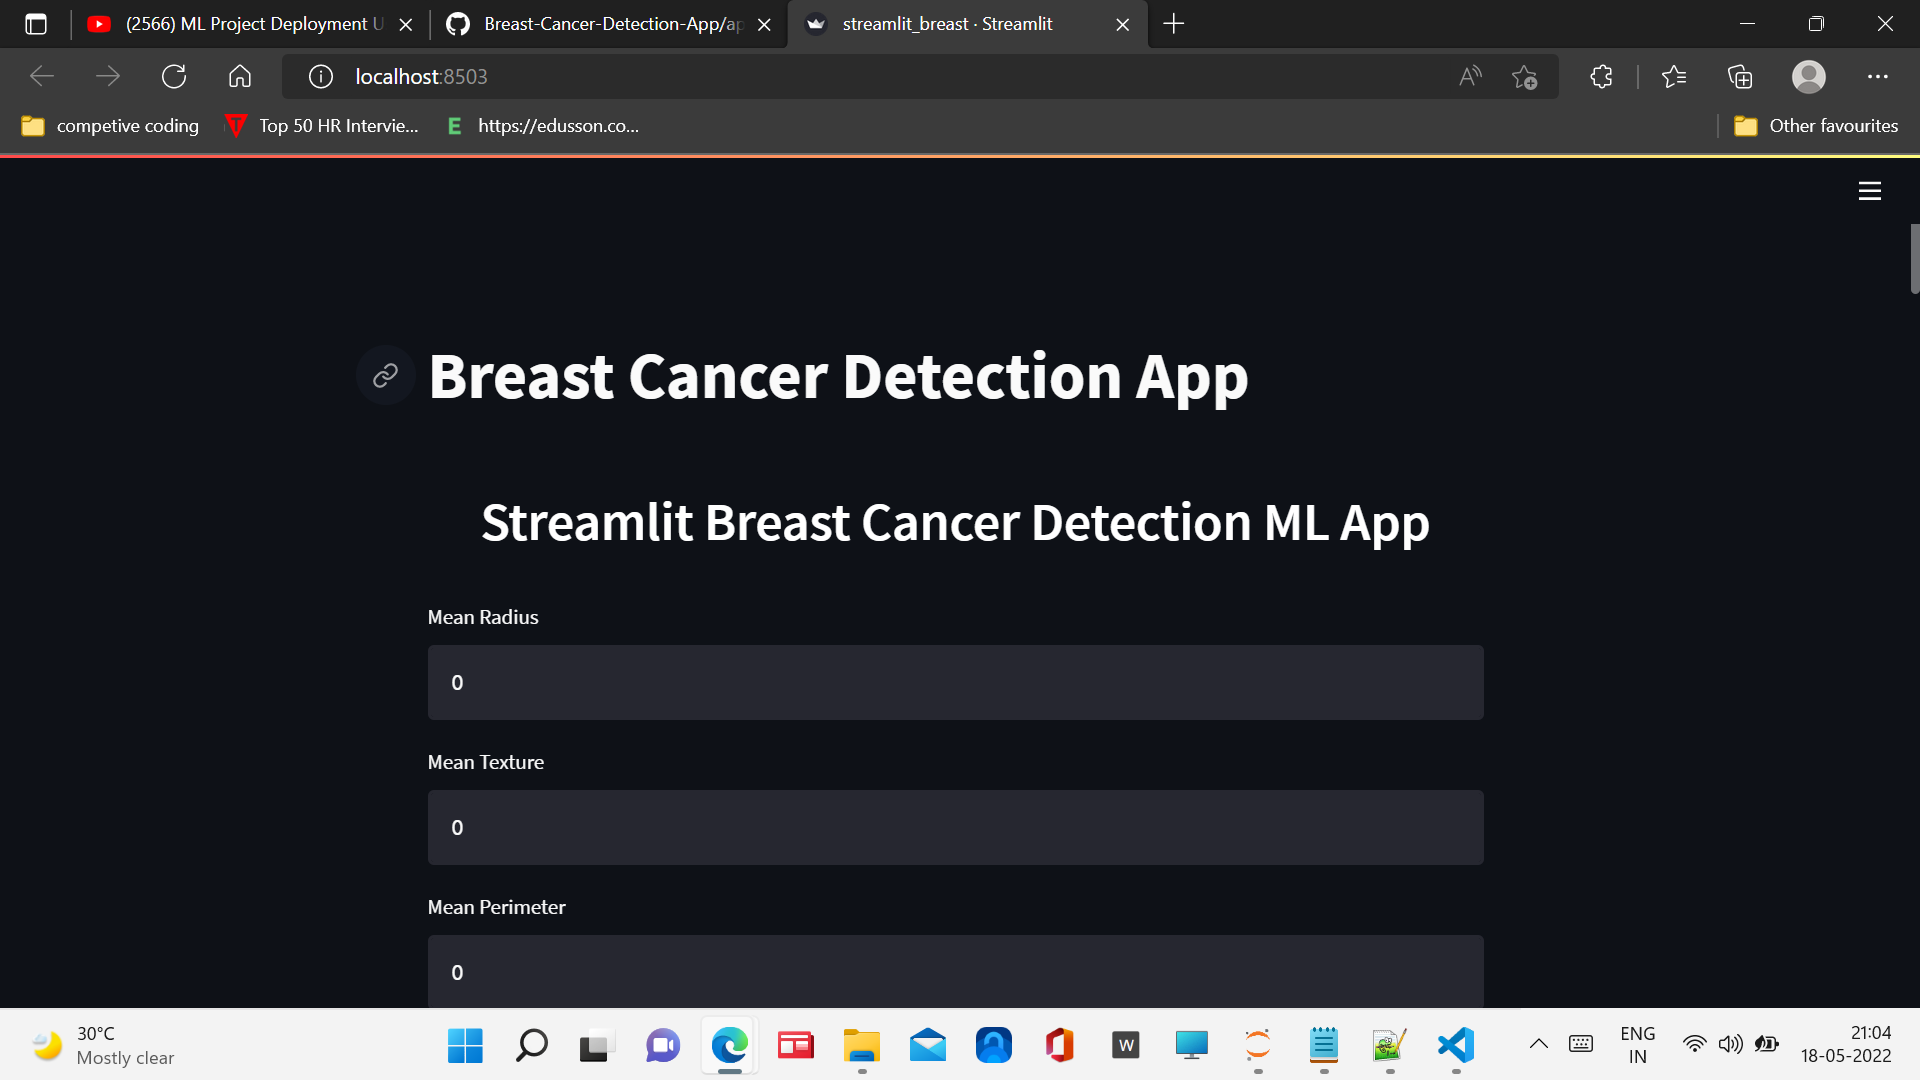 (2566) ML Project Deployment U
Breast-Cancer-Detection-App/ap
streamlit_breast · Streamlit
localhost:8503
competive coding
Top 50 HR Intervie...
E https://edusson.co...
Other favourites
Breast Cancer Detection App
Streamlit Breast Cancer Detection ML App
Mean Radius
0
Mean Texture
0
Mean Perimeter
0
30°C
Mostly clear
W
ENG
IN
21:04
18-05-2022